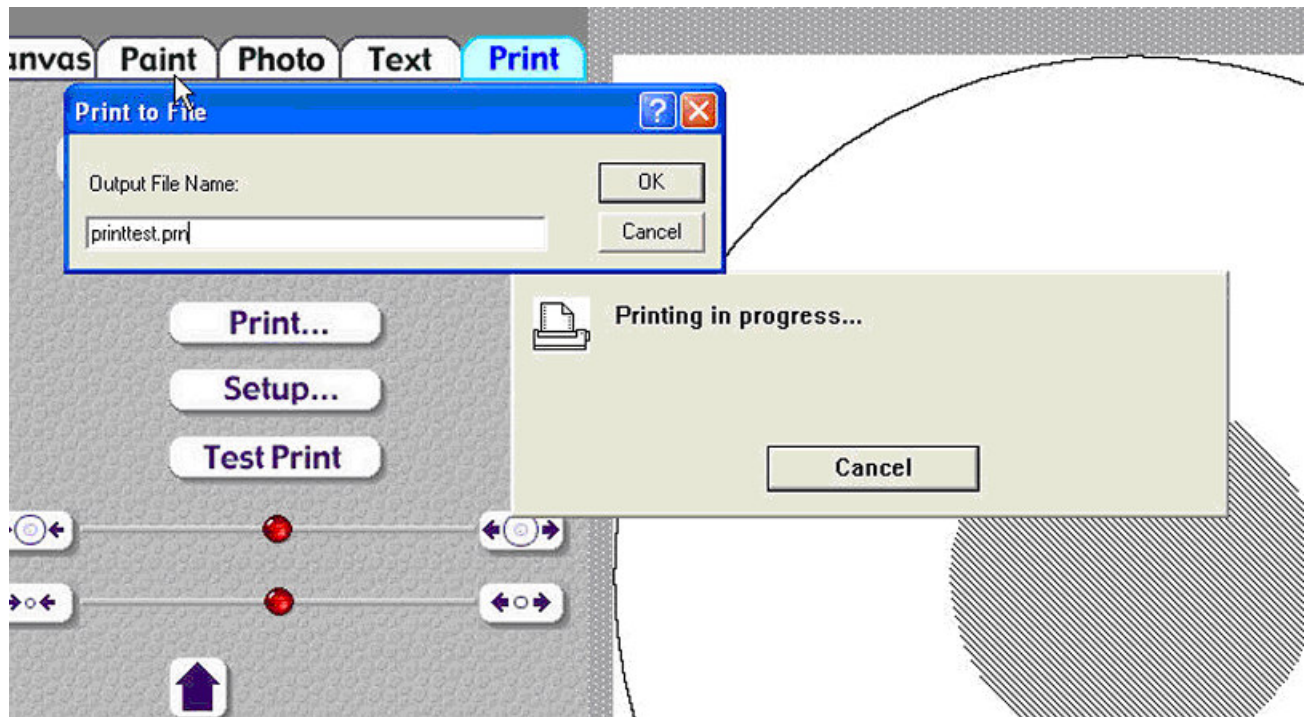 anvas Paint Photo Text Print
Print to File
Output File Name:
OK
printtest.prn
Cancel
Printing in progress...
Print...
Setup...
Test Print
Cancel